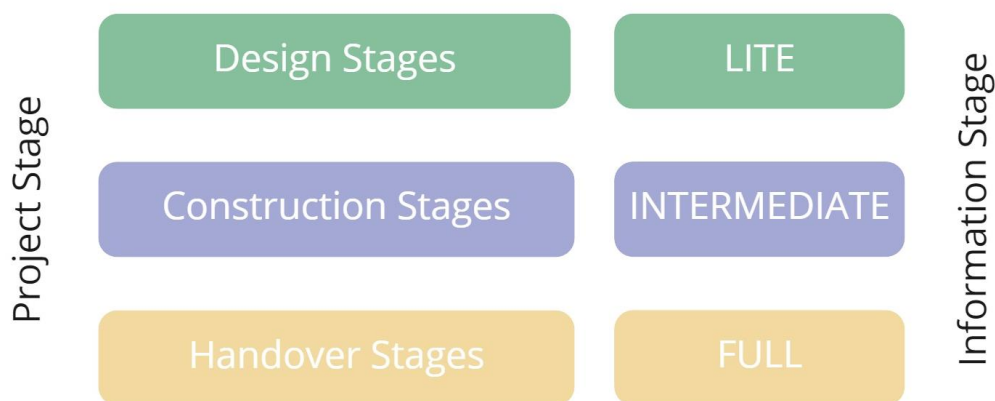 Project Stage
Design Stages
LITE
Construction Stages
INTERMEDIATE
Handover Stages
FULL
Information Stage